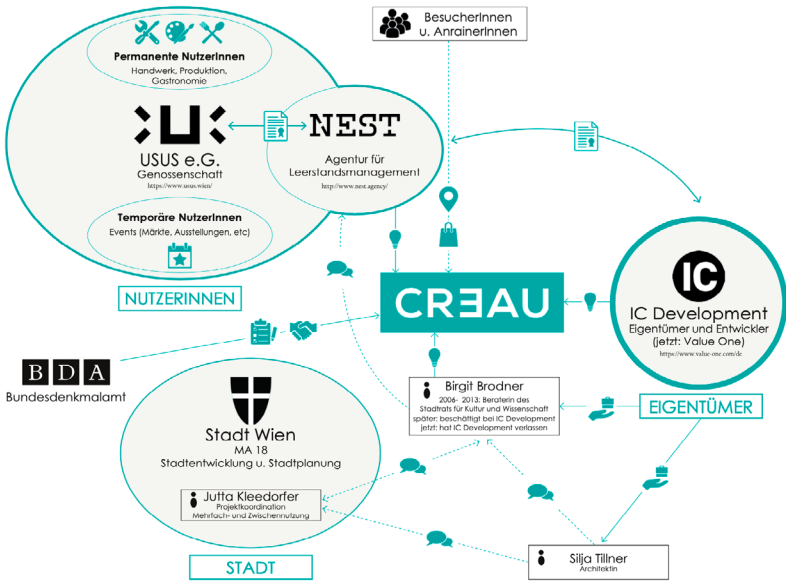 BesucherInnen
u. AnrainerInnen
Permanente NutzerInnen
Handwerk, Produktion,
Gastronomie
USUS e.G.
Genossenschaft
https://www.usus.wien/
NEST
Agentur für
Leerstandsmanagement
http://www.nest.agency/
Temporäre NutzerInnen
Events (Märkte, Ausstellungen, etc)
NUTZERINNEN
CREAU
IC
IC Development
Eigentümer und Entwickler
(jetzt: Value One)
https://www.value-one.com/de
EIGENTÜMER
BDA
Bundesdenkmalamt
Birgit Brodner
2006- 2013: Beraterin des
Stadtrats für Kultur und Wissenschaft
später: beschäftigt bei IC Development
jetzt: hat IC Development verlassen
Stadt Wien
MA 18
Stadtentwicklung u. Stadtplanung
Jutta Kleedorfer
Projektkoordination
Mehrfach- und Zwischennutzung
STADT
Silja Tillner
Architektin